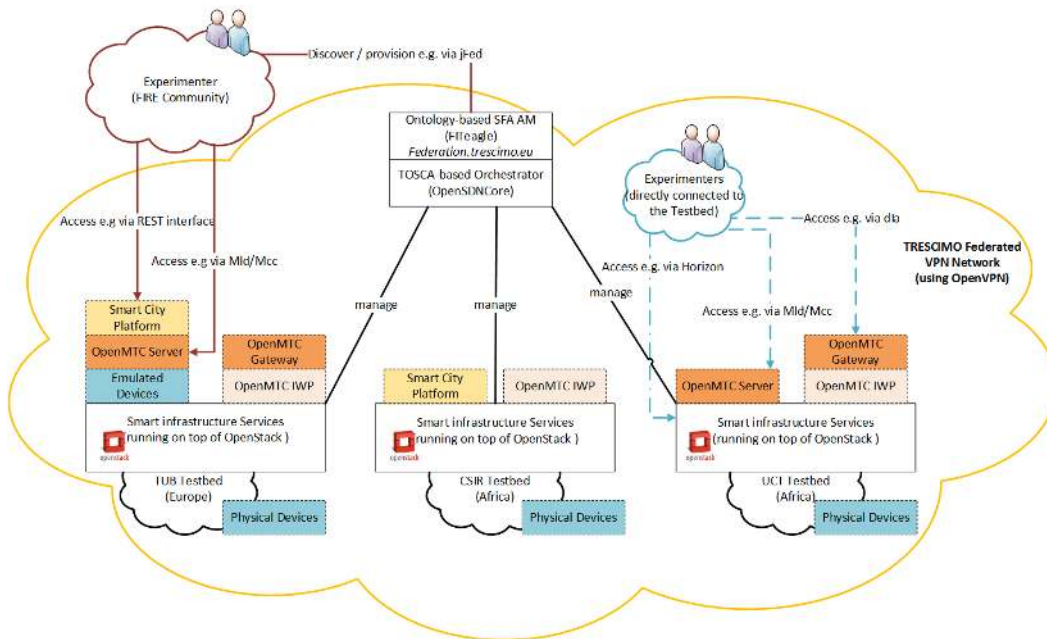 Discover / provision e.g. via jFed
Experimenter
(FIRE Community)
Ontology-based SFA AM
(FITeagle)
Federation.trescimo.eu
TOSCA-based Orchestrator
(OpenSDNCore)
Experimenters
(directly connected to
the Testbed)
Access e.g via REST interface
Access e.g via MId/Mcc
Access e.g. via dIa
TRESCIMO Federated
VPN Network
(using OpenVPN)
Access e.g. via Horizon
Access e.g. via MId/Mcc
manage
manage
manage
Smart City
Platform
OpenMTC Server
Emulated
Devices
OpenMTC
Gateway
OpenMTC IWP
Smart infrastructure Services
(running on top of OpenStack )
openstack
TUB Testbed
(Europe)
Physical Devices
Smart City
Platform
OpenMTC IWP
Smart infrastructure Services
(running on top of OpenStack )
openstack
CSIR Testbed
(Africa)
Physical Devices
OpenMTC Server
OpenMTC
Gateway
OpenMTC IWP
Smart infrastructure Services
(running on top of OpenStack )
openstack
UCT Testbed
(Africa)
Physical Devices